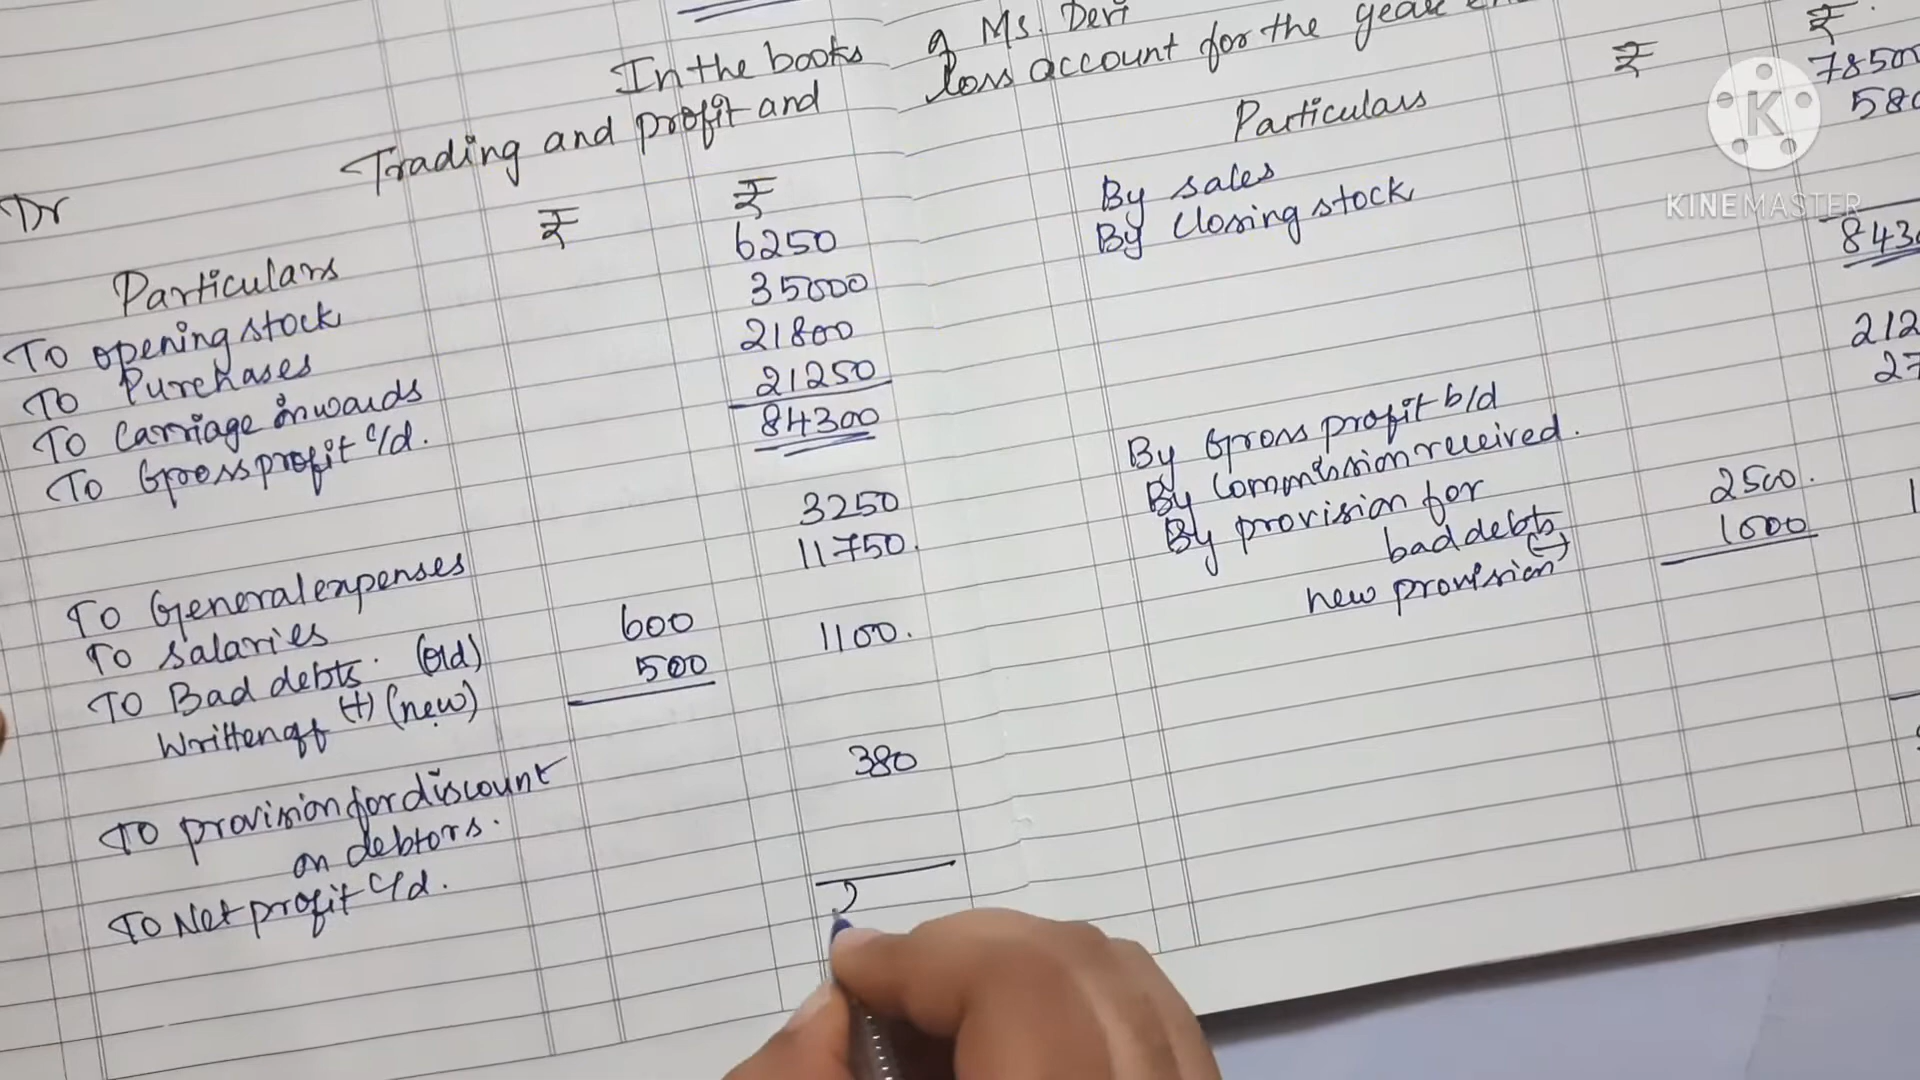 In the books of Ms. Devi
Trading and profit and loss account for the year
Dr
Particulars ₹ ₹
To opening stock 6250
To Purchases 35000
To Carriage inwards 21800
To Gross profit c/d. 21250
84300
To General expenses 3250
To salaries 11750.
To Bad debts. (old) 600
Written off (+) (new) 500 1100.
To provision for discount
on debtors. 380
To Net profit c/d.
2
Particulars ₹ ₹
By sales 78500
By Closing stock 580
8430
By Gross profit b/d 212
By Commission received. 27
By provision for
bad debts 2500.
(-)
new provision 1000
KINEMASTER